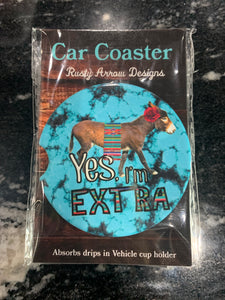 Car Coaster
Rusty Arrow Designs
Yes, I'm
EXTRA
Absorbs drips in Vehicle cup holder